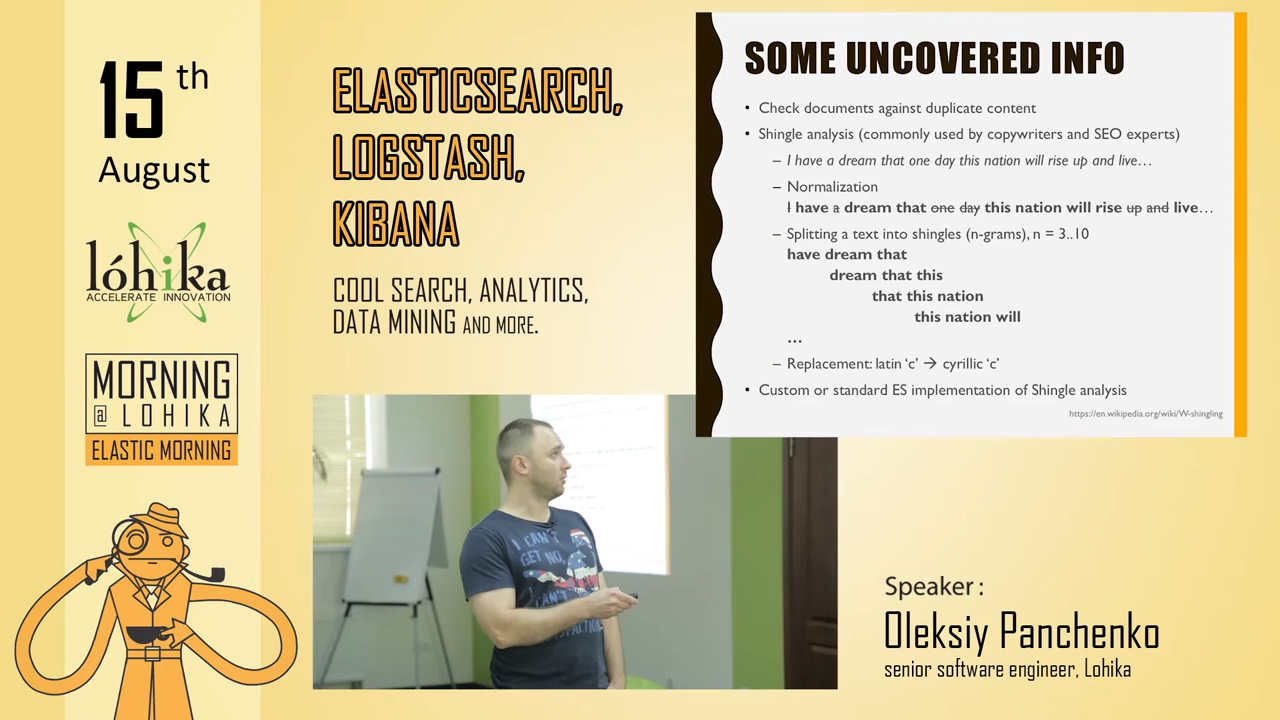 15 th
August
lóhika
ACCELERATE INNOVATION
MORNING
@ LOHIKA
ELASTIC MORNING
ELASTICSEARCH,
LOGSTASH,
KIBANA
COOL SEARCH, ANALYTICS,
DATA MINING AND MORE.
SOME UNCOVERED INFO
• Check documents against duplicate content
• Shingle analysis (commonly used by copywriters and SEO experts)
– I have a dream that one day this nation will rise up and live…
– Normalization
I have a dream that one day this nation will rise up and live…
– Splitting a text into shingles (n-grams), n = 3..10
have dream that
dream that this
that this nation
this nation will
…
– Replacement: latin ‘c’ → cyrillic ‘c’
• Custom or standard ES implementation of Shingle analysis
https://en.wikipedia.org/wiki/W-shingling
I CAN'T
GET NO
Speaker :
Oleksiy Panchenko
senior software engineer, Lohika